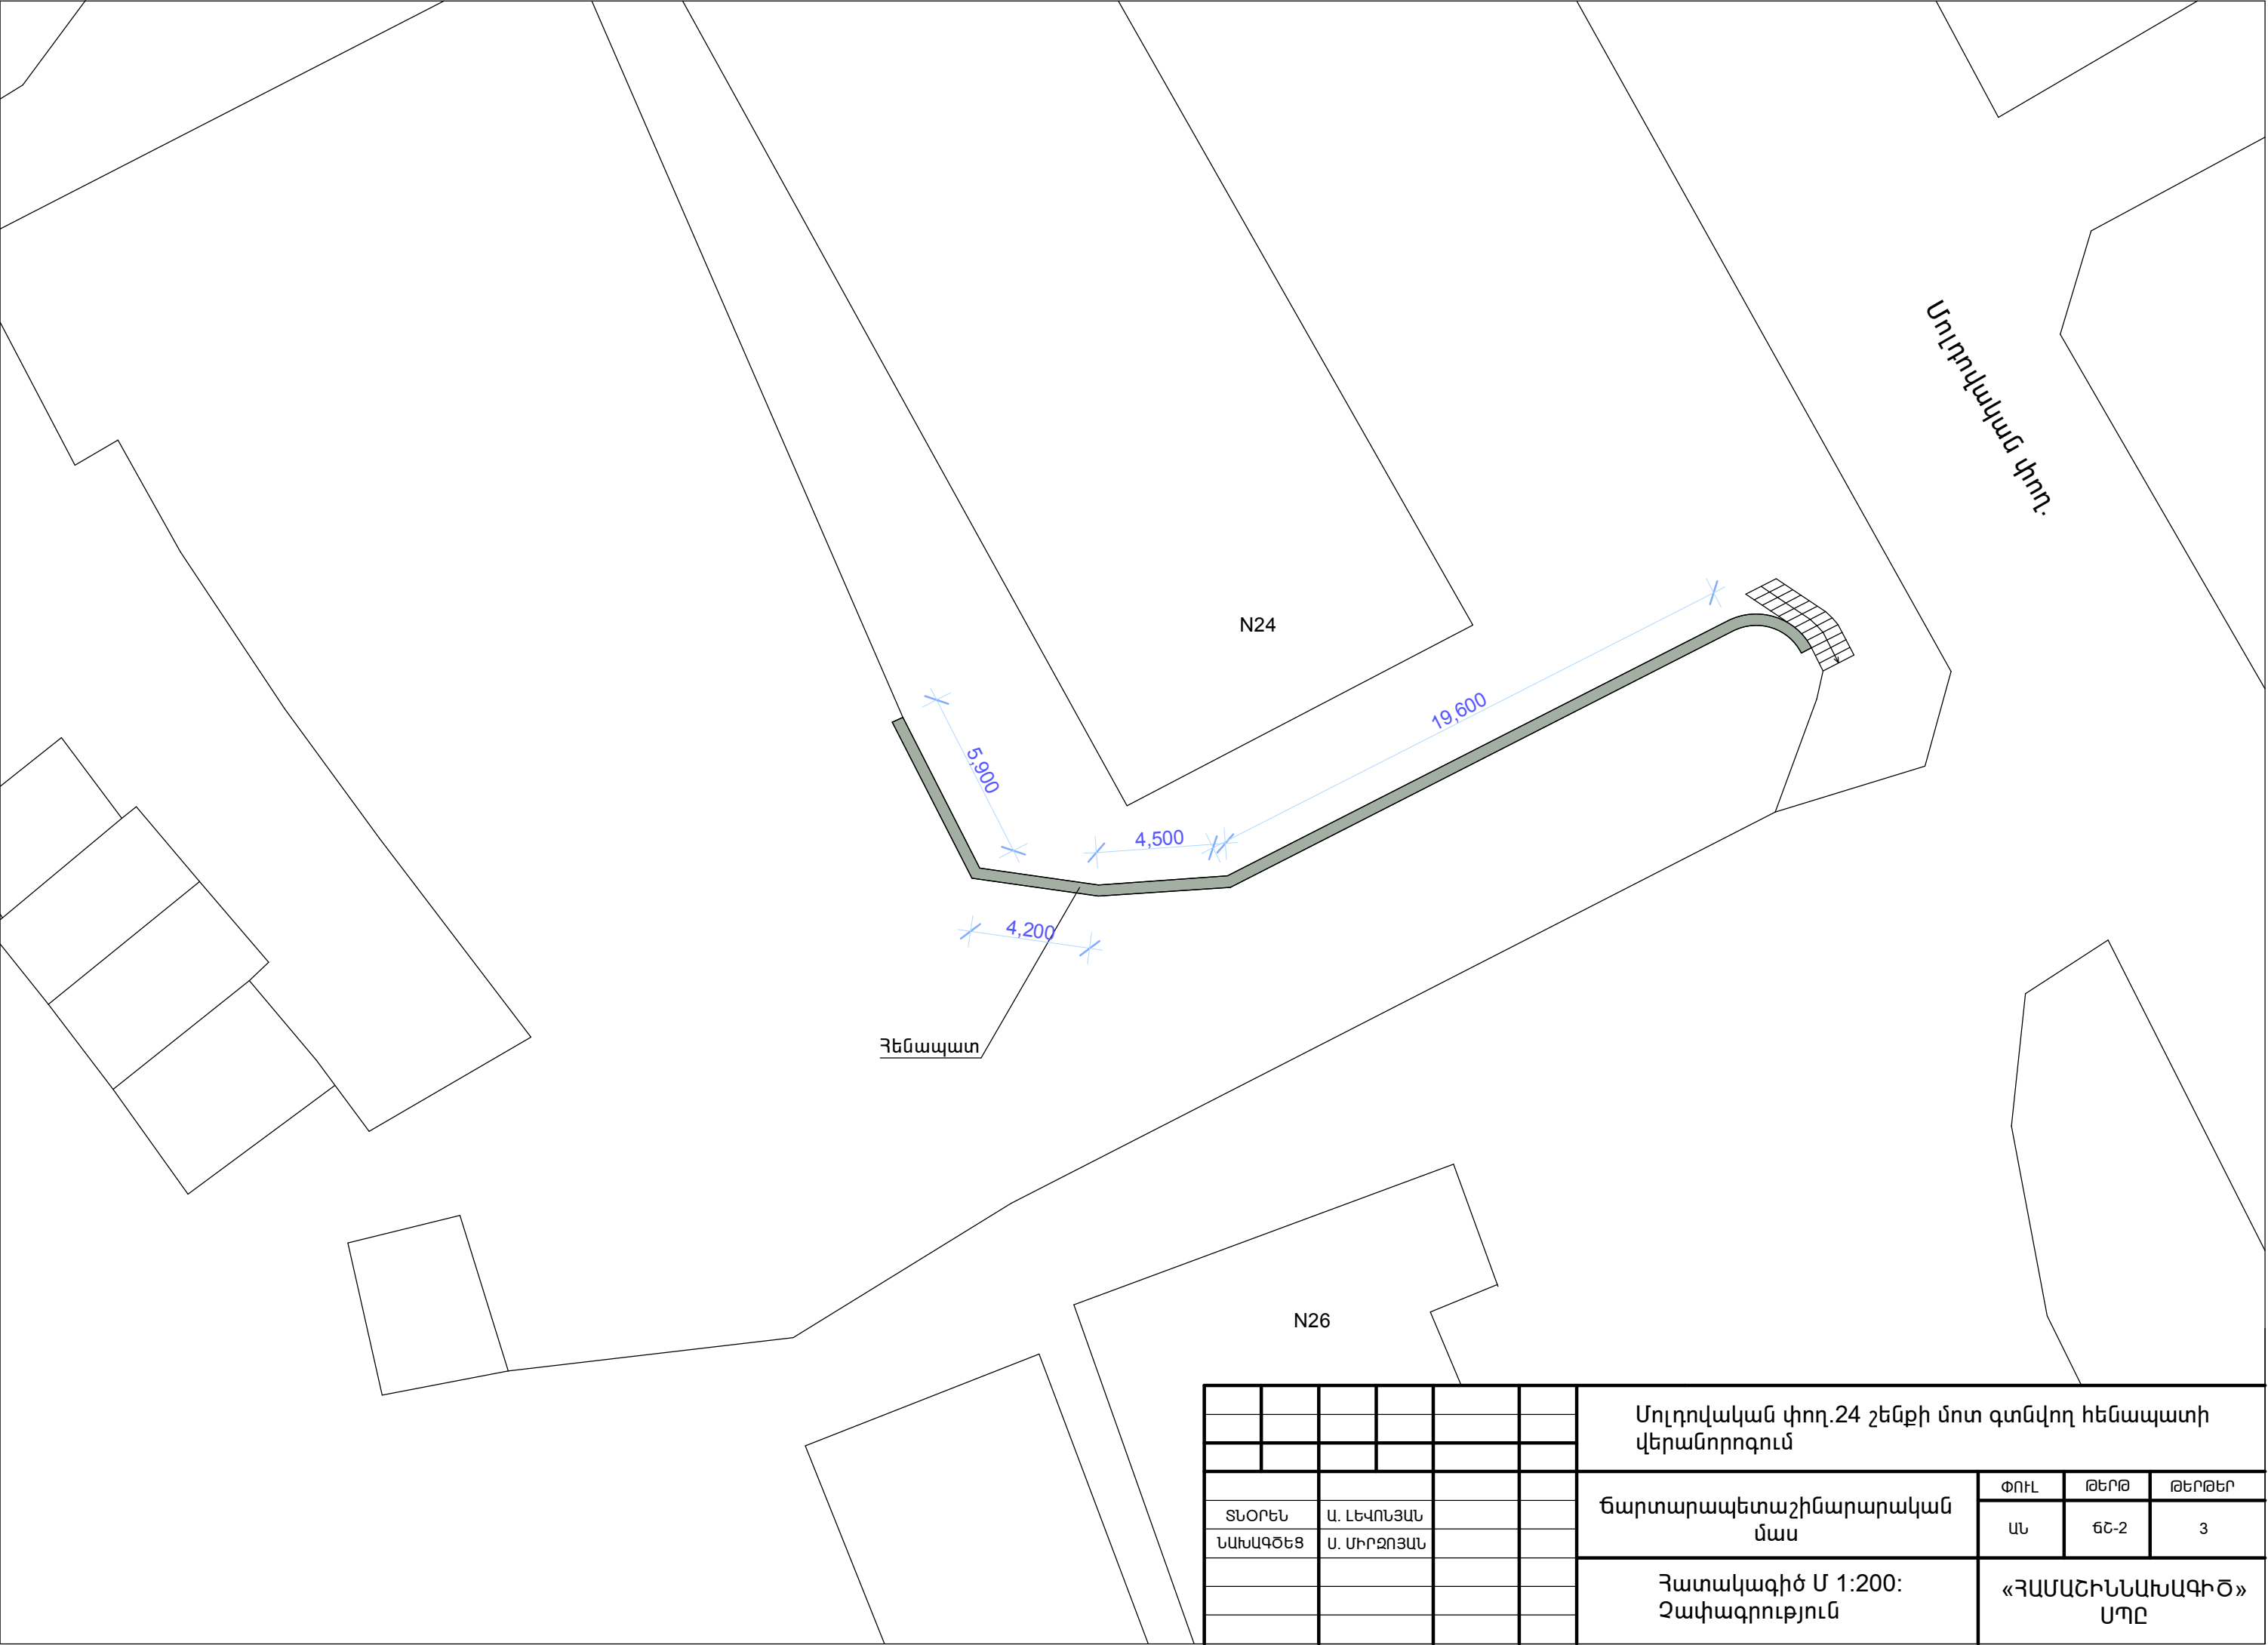 Մոլդովական փող.
N24
19,600
5,900
4,500
4,200
Հենապատ
N26
Մոլդովական փող.24 շենքի մոտ գտնվող հենապատի
վերանորոգում
Ճարտարապետաշինարարական
մաս
ՓՈՒԼ ԹԵՐԹ ԹԵՐԹԵՐ
ԱՆ ՃՇ-2 3
ՏՆՕՐԵՆ Ա. ԼԵՎՈՆՅԱՆ
ՆԱԽԱԳԾԵՑ Ս. ՄԻՐԶՈՅԱՆ
Հատակագիծ Մ 1:200:
Չափագրություն
«ՀԱՄԱՇԻՆՆԱԽԱԳԻԾ»
ՍՊԸ